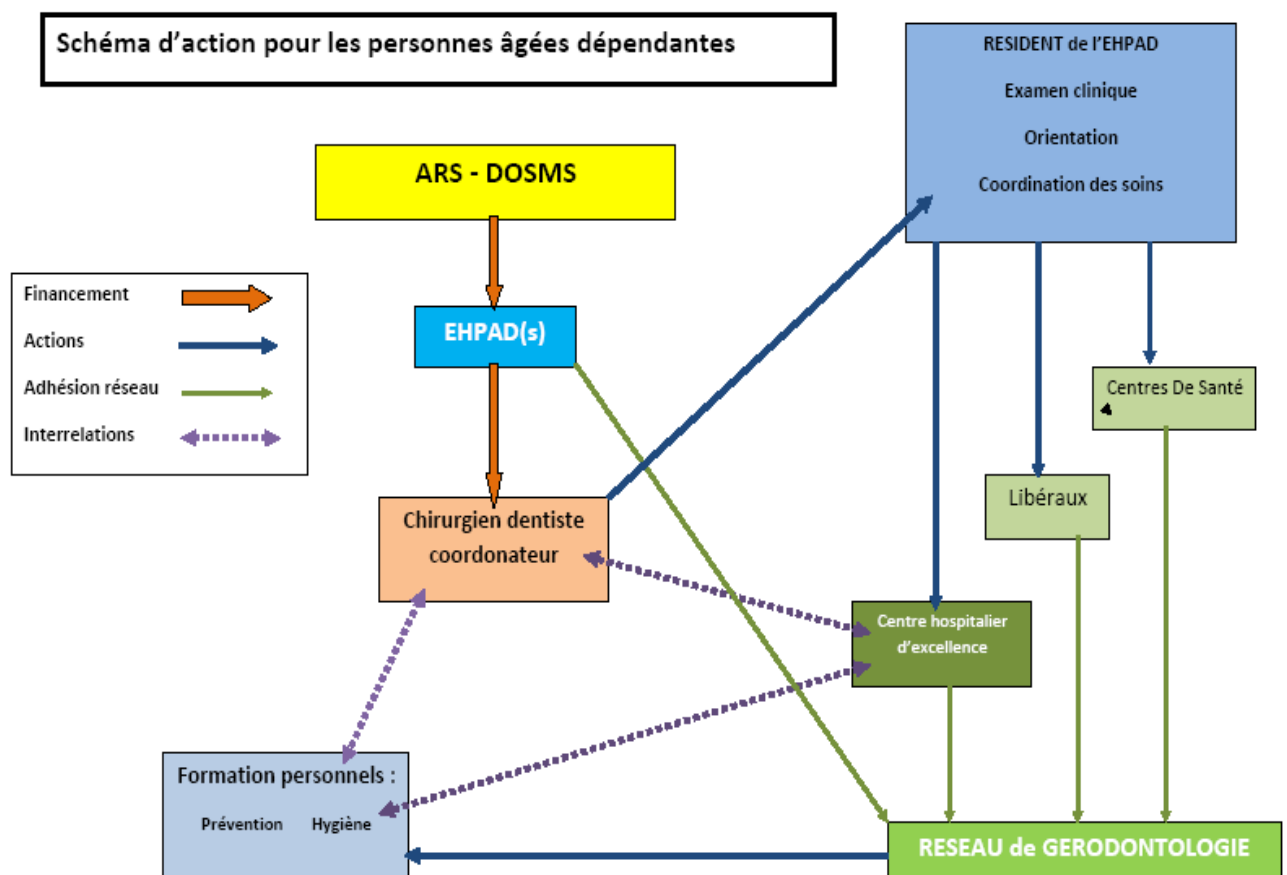 Schéma d'action pour les personnes âgées dépendantes
RESIDENT de l'EHPAD
Examen clinique
Orientation
Coordination des soins
ARS - DOSMS
Financement
Actions
Adhésion réseau
Interrelations
EHPAD(s)
Centres De Santé
Libéraux
Chirurgien dentiste
coordonateur
Centre hospitalier
d'excellence
Formation personnels :
Prévention Hygiène
RESEAU de GERODONTOLOGIE